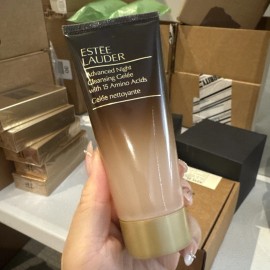 ESTĒE
LAUDER
Advanced Night
Cleansing Gelée
with 15 Amino Acids
Gelée nettoyante